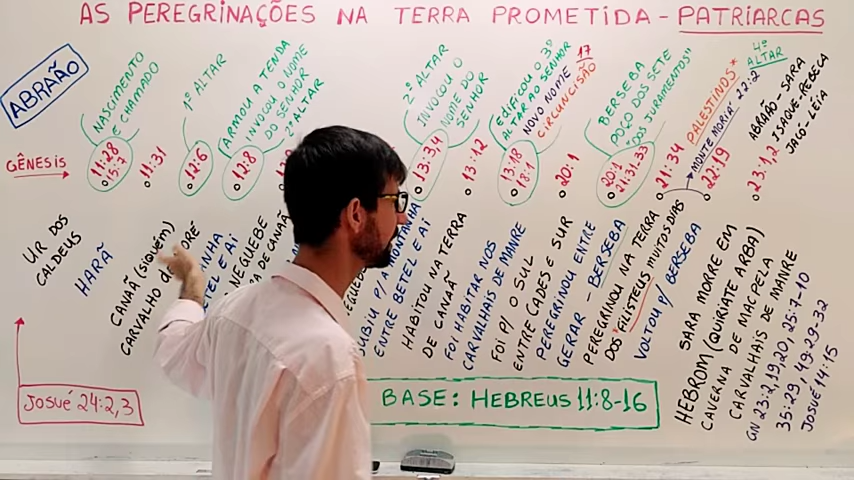 AS PEREGRINAÇÕES NA TERRA PROMETIDA - PATRIARCAS
ABRAÃO
GÊNESIS
NASCIMENTO
E CHAMADO
11:28
15:7
UR DOS
CALDEUS
11:31
HARÃ
1º ALTAR
12:6
CANAÃ (SIQUÉM)
CARVALHO
ARMOU A TENDA
INVOCOU O NOME
DO SENHOR
2º ALTAR
12:8
BETEL E AI
NEGUEBE
DE CANAÃ
2º ALTAR
INVOCOU O
NOME DO
SENHOR
13:3,4
SUBIU P/A MONTANHA
ENTRE BETEL E AI
13:12
HABITOU NA TERRA
DE CANAÃ
EDIFICOU O 3º
ALTAR AO SENHOR
NOVO NOME 17
CIRCUNCISÃO
13:18
18:1
FOI HABITAR NOS
CARVALHAIS DE MANRE
20:1
FOI P/ O SUL
ENTRE CADES E SUR
BERSEBA
POÇO DOS SETE
"DOS JURAMENTOS"
20:1
21:31,33
PEREGRINOU ENTRE
GERAR - BERSEBA
21:34
PALESTINOS*
PEREGRINOU NA TERRA
DOS FILISTEUS MUITOS DIAS
"MONTE MORIÁ" 22:2
22:19
VOLTOU P/ BERSEBA
4º
ALTAR
ABRAÃO - SARA
ISAQUE-REBECA
JACÓ-LÉIA
23:1,2
SARA MORRE EM
HEBROM (QUIRIATE ARBA)
CAVERNA DE MACPELA
CARVALHAIS DE MANRE
GN 23:2,19,20, 25:7-10
35:29, 49:29-32
JOSUÉ 14:15
JOSUÉ 24:2,3
BASE: HEBREUS 11:8-16